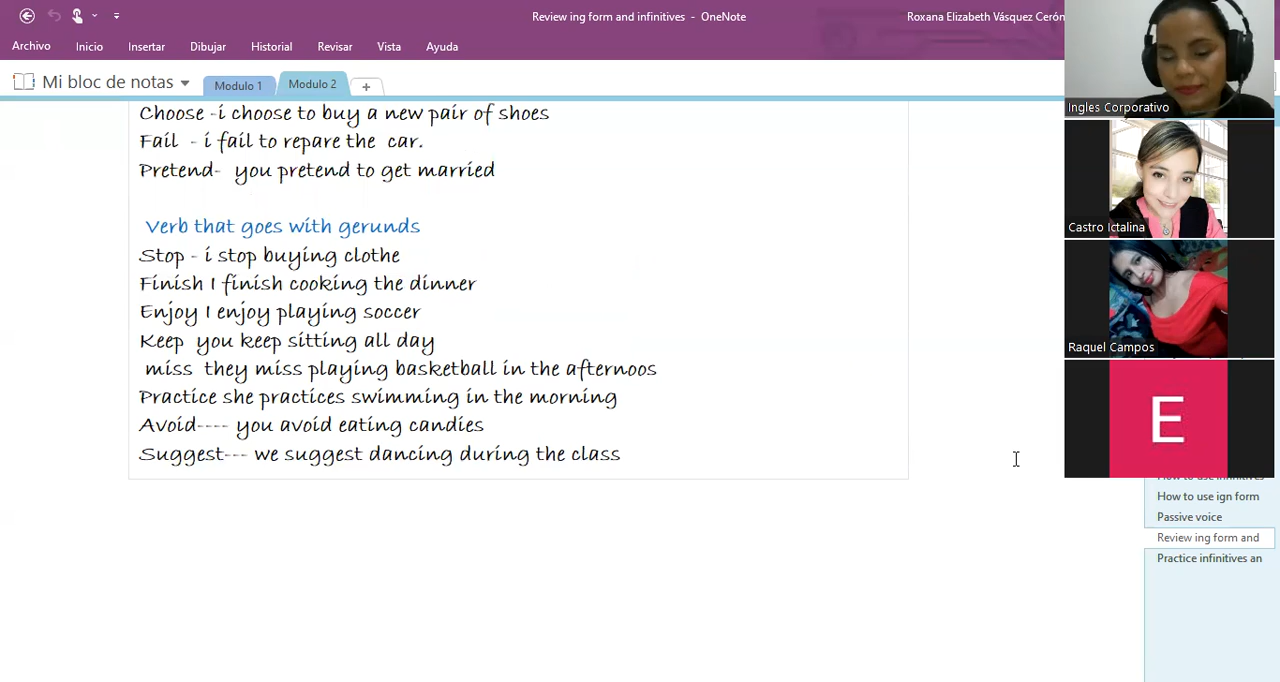 Review ing form and infinitives - OneNote
Roxana Elizabeth Vásquez Cerón
Archivo Inicio Insertar Dibujar Historial Revisar Vista Ayuda
Mi bloc de notas Modulo 1 Modulo 2 +
Choose -i choose to buy a new pair of shoes
Fail - i fail to repare the car.
Pretend- you pretend to get married
Verb that goes with gerunds
Stop - i stop buying clothe
Finish I finish cooking the dinner
Enjoy I enjoy playing soccer
Keep you keep sitting all day
miss they miss playing basketball in the afternoos
Practice she practices swimming in the morning
Avoid---- you avoid eating candies
Suggest--- we suggest dancing during the class
Ingles Corporativo
Castro Ictalina
Raquel Campos
E
How to use infinitives
How to use ign form
Passive voice
Review ing form and
Practice infinitives an